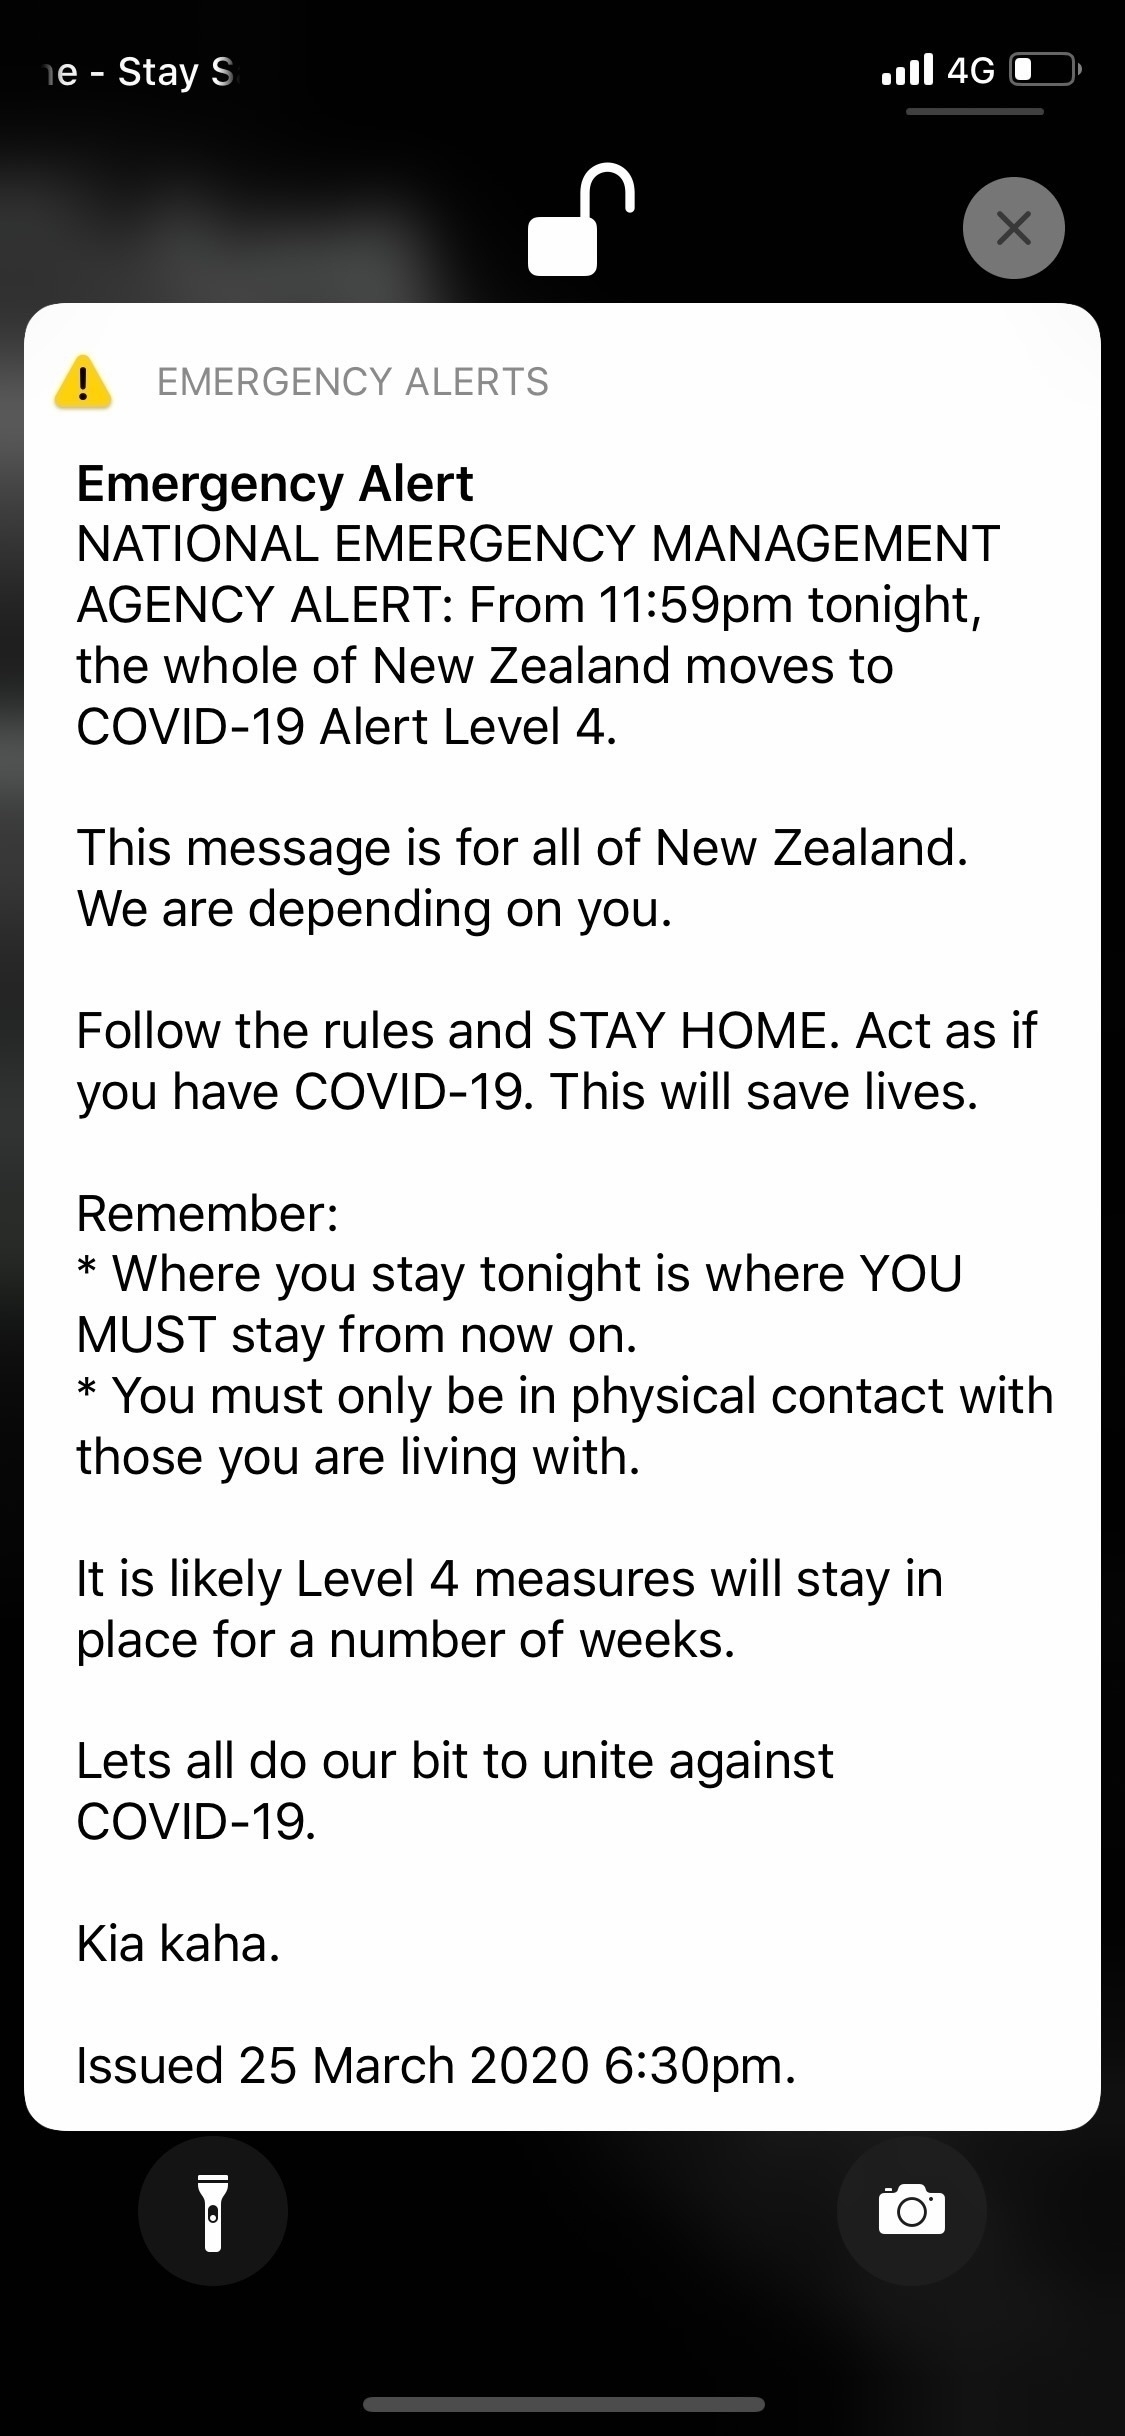 - Stay
4G
EMERGENCY ALERTS
Emergency Alert
NATIONAL EMERGENCY MANAGEMENT
AGENCY ALERT: From 11:59pm tonight,
the whole of New Zealand moves to
COVID-19 Alert Level 4.
This message is for all of New Zealand.
We are depending on you.
Follow the rules and STAY HOME. Act as if
you have COVID-19. This will save lives.
Remember:
* Where you stay tonight is where YOU
MUST stay from now on.
* You must only be in physical contact with
those you are living with.
It is likely Level 4 measures will stay in
place for a number of weeks.
Lets all do our bit to unite against
COVID-19.
Kia kaha.
Issued 25 March 2020 6:30pm.